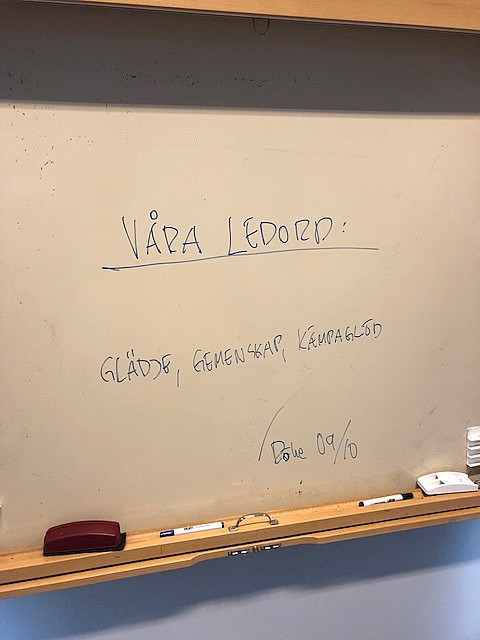 VÅRA LEDORD:
GLÄDJE, GEMENSKAP, KÄMPAGLÖD
09/10